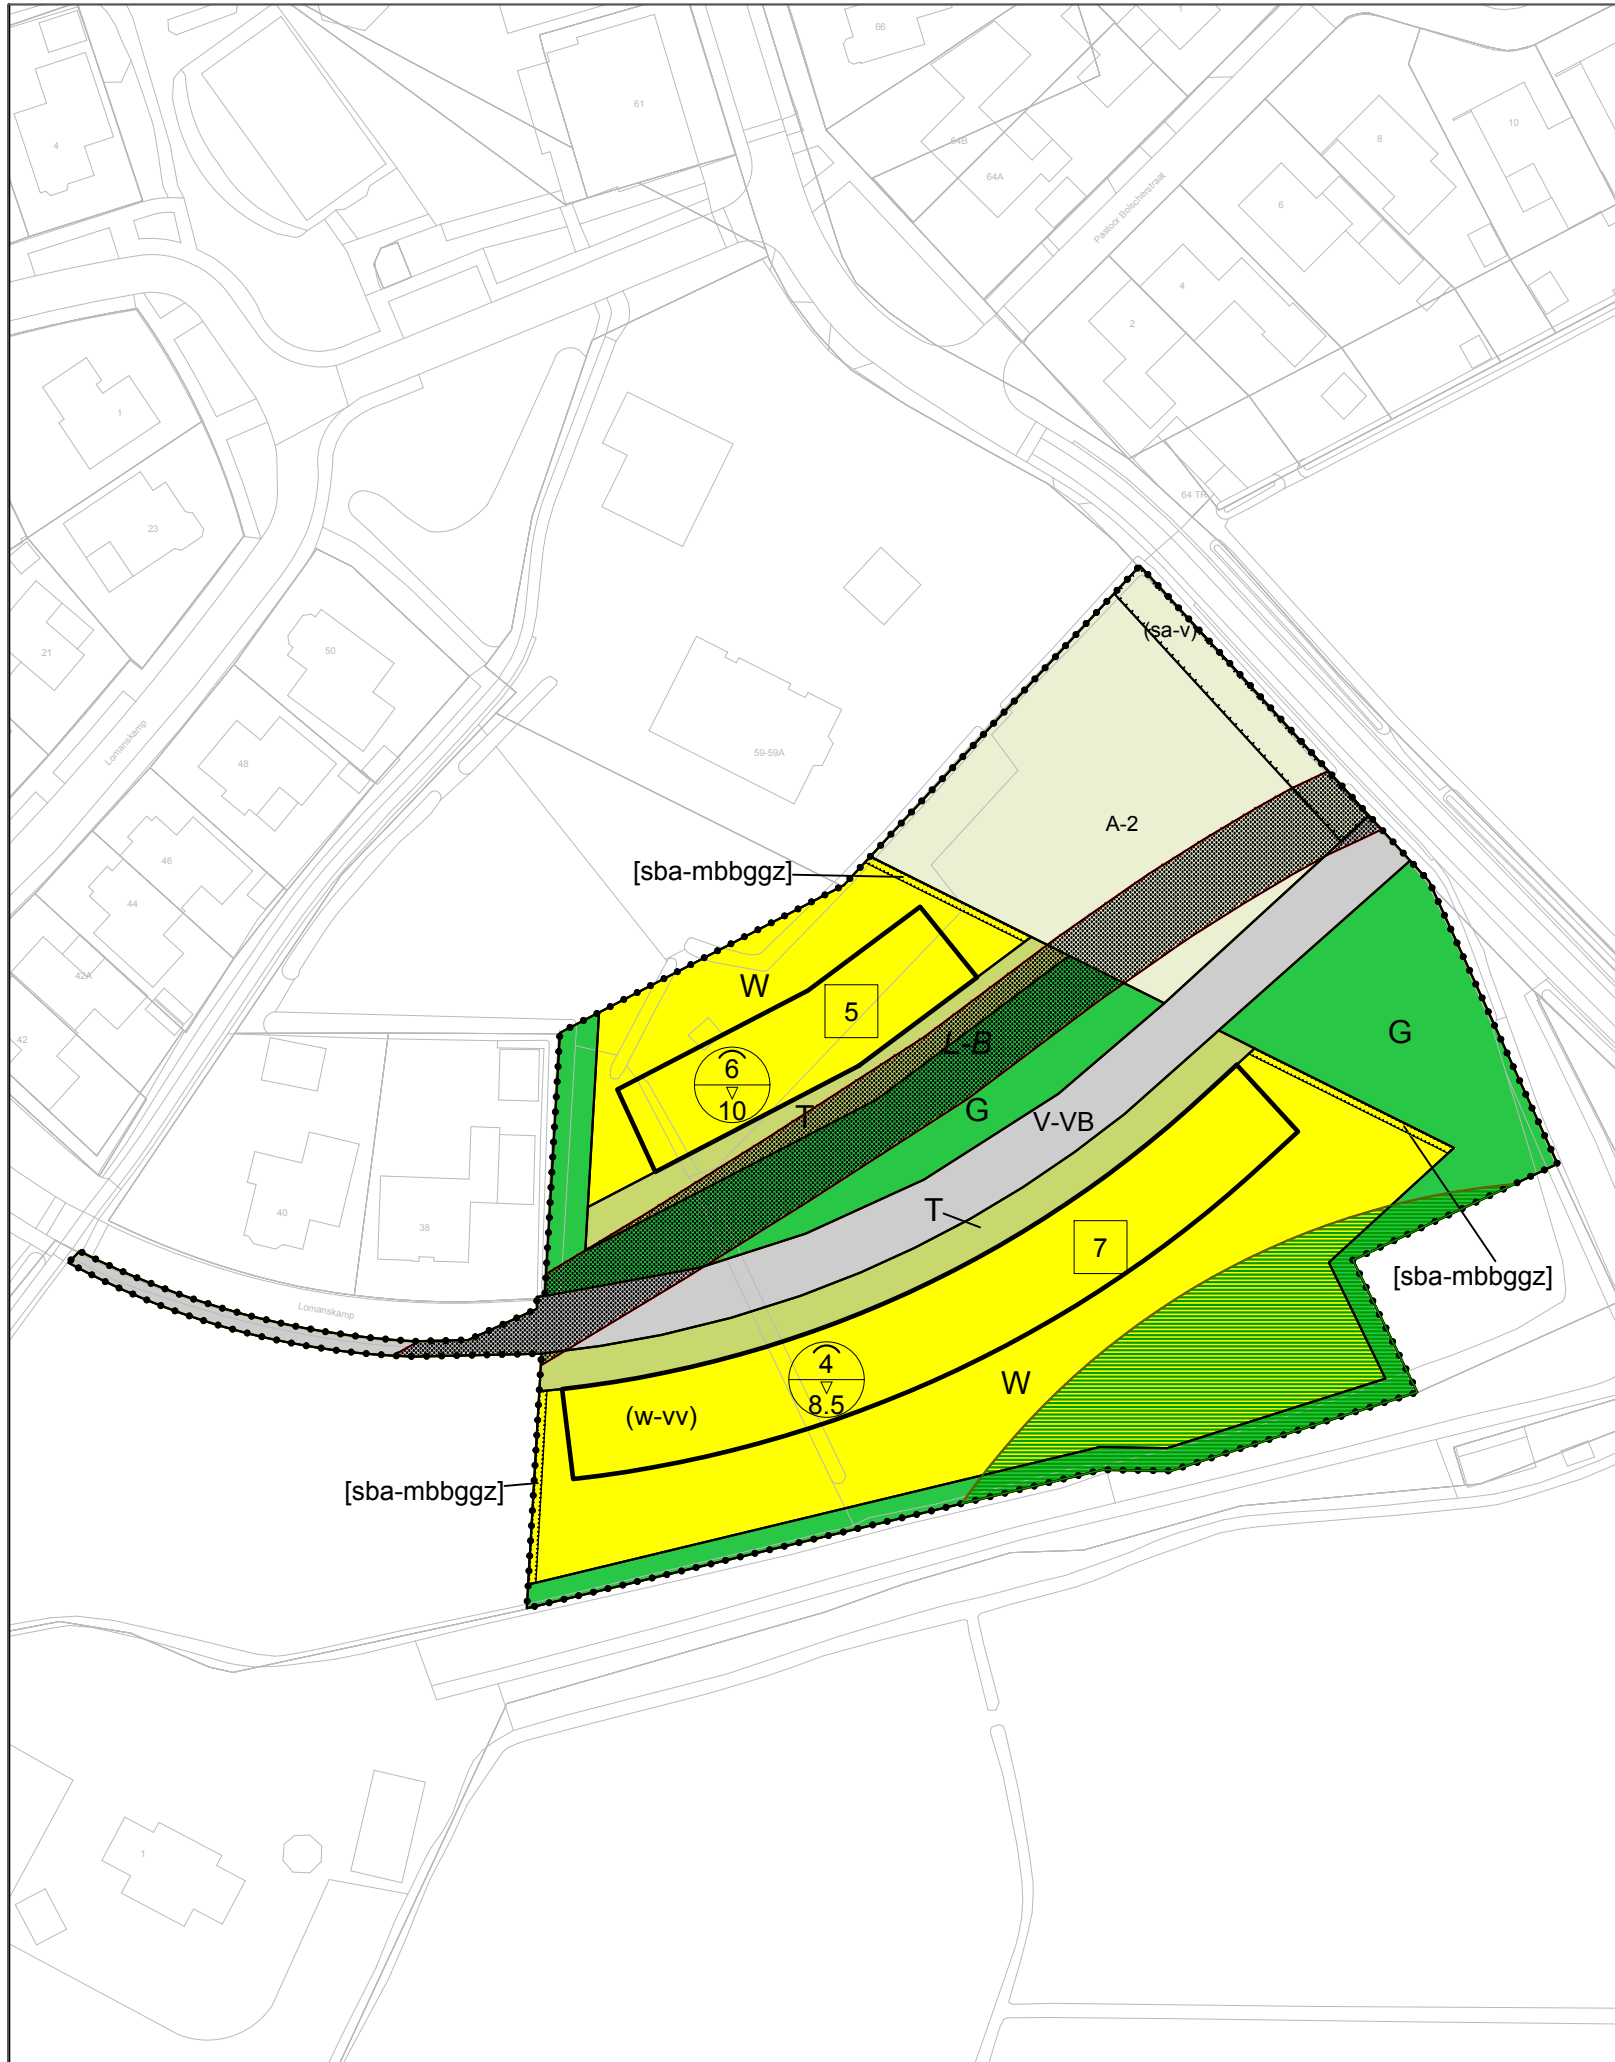 66
61
4
64B
64A
Pastoor Bolscherstraat
10
8
6
4
2
1
64 TR
23
21
50
Lomanskamp
48
46
44
42A
42
59-59A
(sa-v)
A-2
[sba-mbbggz]
W
5
6
10
L-B
T
G
V-VB
G
T
7
[sba-mbbggz]
40
38
Lomanskamp
4
8.5
W
(w-vv)
[sba-mbbggz]
1